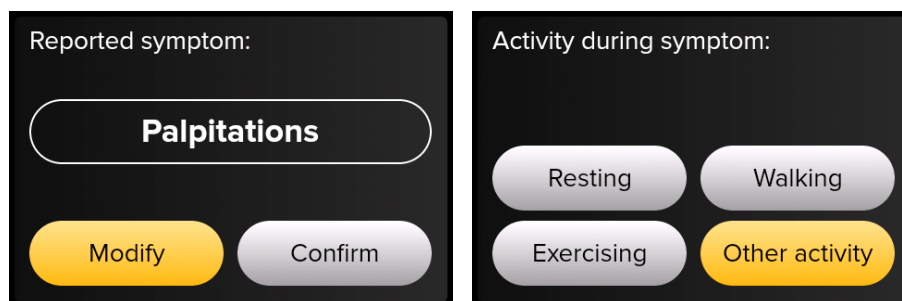 Reported symptom:
Palpitations
Modify Confirm
Activity during symptom:
Resting Walking
Exercising Other activity